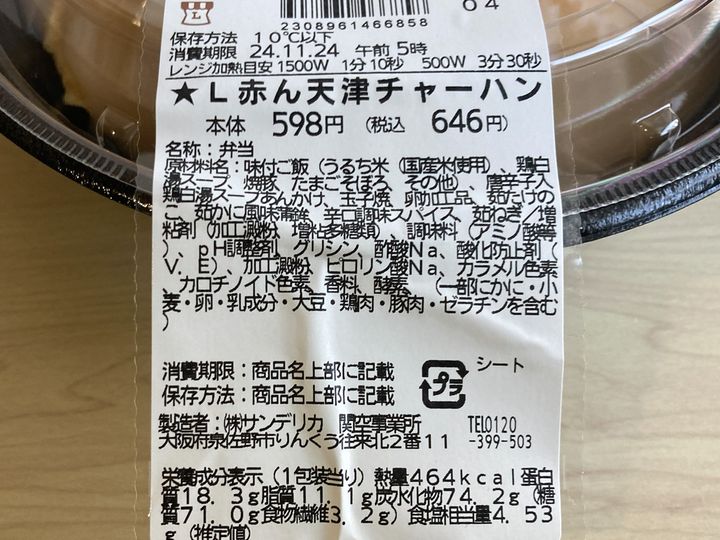 L
04
2308961466858
保存方法 10℃以下
消費期限 24.11.24 午前5時
レンジ加熱目安1500W 1分10秒 500W 3分30秒
★L赤ん天津チャーハン
本体 598円 (税込 646円)
名称:弁当
原材料名:味付ご飯(うるち米(国産米使用)、鶏白
湯スープ、焼豚、たまごそぼろ、その他)、唐辛子入
鶏白湯スープあんかけ、玉子焼、卵加工品、茹たけの
こ、茹かに風味蒲鉾、辛口調味スパイス、茹ねぎ/増
粘剤(加工澱粉、増粘多糖類)、調味料(アミノ酸等
)、pH調整剤、グリシン、酢酸Na、酸化防止剤(
V.E)、加工澱粉、ピロリン酸Na、カラメル色素
、カロチノイド色素、香料、酵素、(一部にかに・小
麦・卵・乳成分・大豆・鶏肉・豚肉・ゼラチンを含む
)
消費期限:商品名上部に記載
保存方法:商品名上部に記載
プラ シート
製造者:㈱サンデリカ 関空事業所 TEL0120
大阪府泉佐野市りんくう往来北2番11 -399-503
栄養成分表示(1包装当り)熱量464kcal蛋白
質18.3g脂質11.1g炭水化物74.2g(糖
質71.0g食物繊維3.2g)食塩相当量4.53
g(推定値)